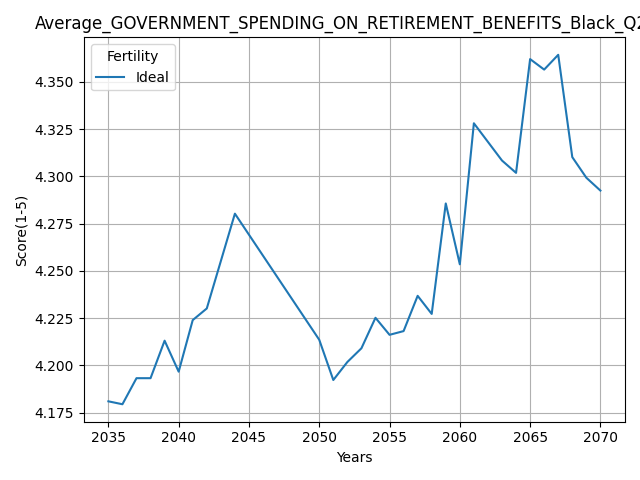 Average_GOVERNMENT_SPENDING_ON_RETIREMENT_BENEFITS_Black_Q2
Fertility
Ideal
4.350
4.325
4.300
4.275
4.250
4.225
4.200
4.175
Score(1-5)
2035 2040 2045 2050 2055 2060 2065 2070
Years